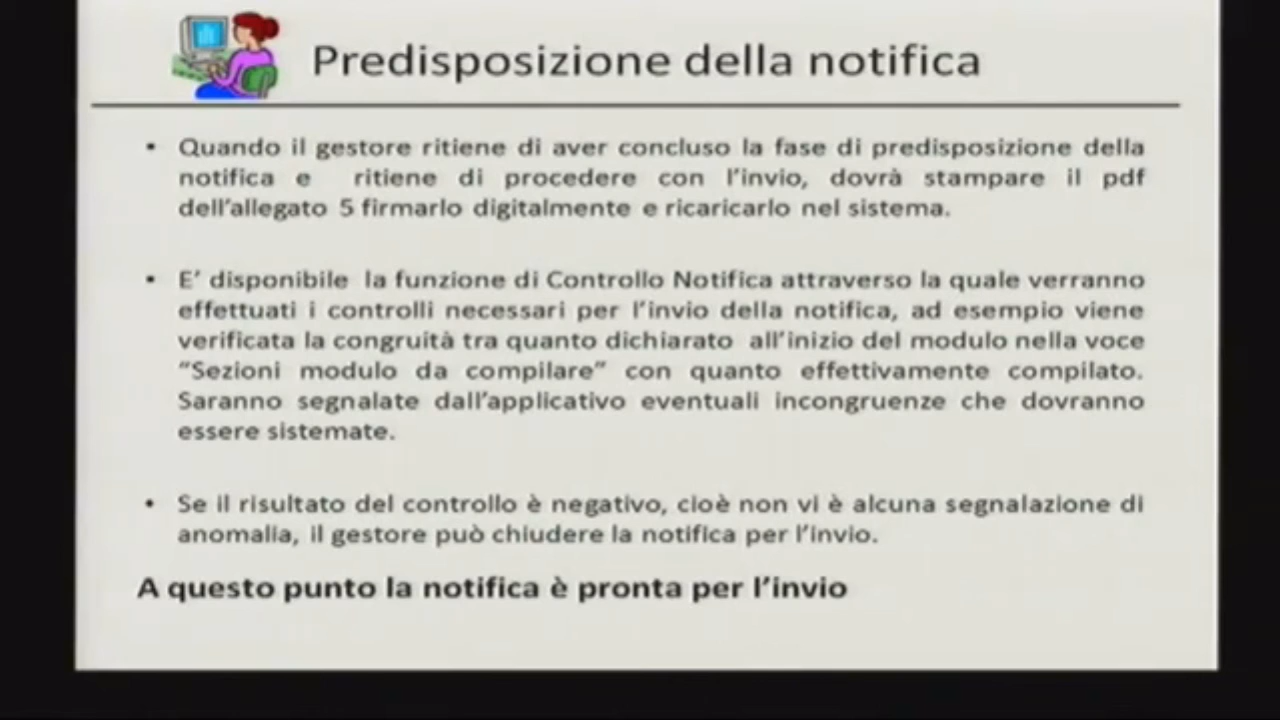 Predisposizione della notifica
• Quando il gestore ritiene di aver concluso la fase di predisposizione della
notifica e ritiene di procedere con l'invio, dovrà stampare il pdf
dell'allegato 5 firmarlo digitalmente e ricaricarlo nel sistema.
• E' disponibile la funzione di Controllo Notifica attraverso la quale verranno
effettuati i controlli necessari per l'invio della notifica, ad esempio viene
verificata la congruità tra quanto dichiarato all'inizio del modulo nella voce
"Sezioni modulo da compilare" con quanto effettivamente compilato.
Saranno segnalate dall'applicativo eventuali incongruenze che dovranno
essere sistemate.
• Se il risultato del controllo è negativo, cioè non vi è alcuna segnalazione di
anomalia, il gestore può chiudere la notifica per l'invio.
A questo punto la notifica è pronta per l'invio